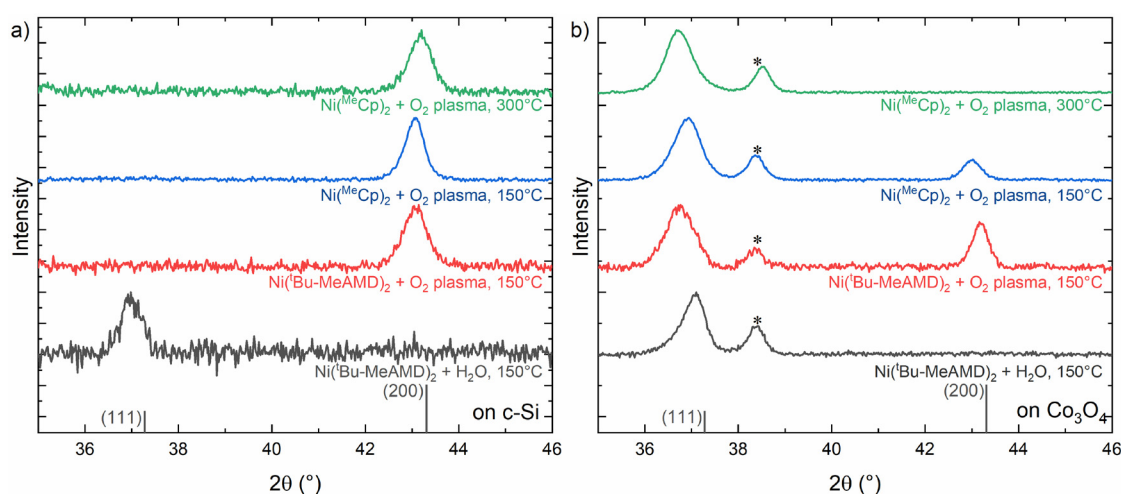 a)
Intensity
Ni(ᴹᵉCp)₂ + O₂ plasma, 300°C
Ni(ᴹᵉCp)₂ + O₂ plasma, 150°C
Ni(ᵗBu-MeAMD)₂ + O₂ plasma, 150°C
Ni(ᵗBu-MeAMD)₂ + H₂O, 150°C
(111)
(200)
on c-Si
36 38 40 42 44 46
2θ (°)
b)
Intensity
*
Ni(ᴹᵉCp)₂ + O₂ plasma, 300°C
*
Ni(ᴹᵉCp)₂ + O₂ plasma, 150°C
*
Ni(ᵗBu-MeAMD)₂ + O₂ plasma, 150°C
*
Ni(ᵗBu-MeAMD)₂ + H₂O, 150°C
(111)
(200)
on Co₃O₄
36 38 40 42 44 46
2θ (°)